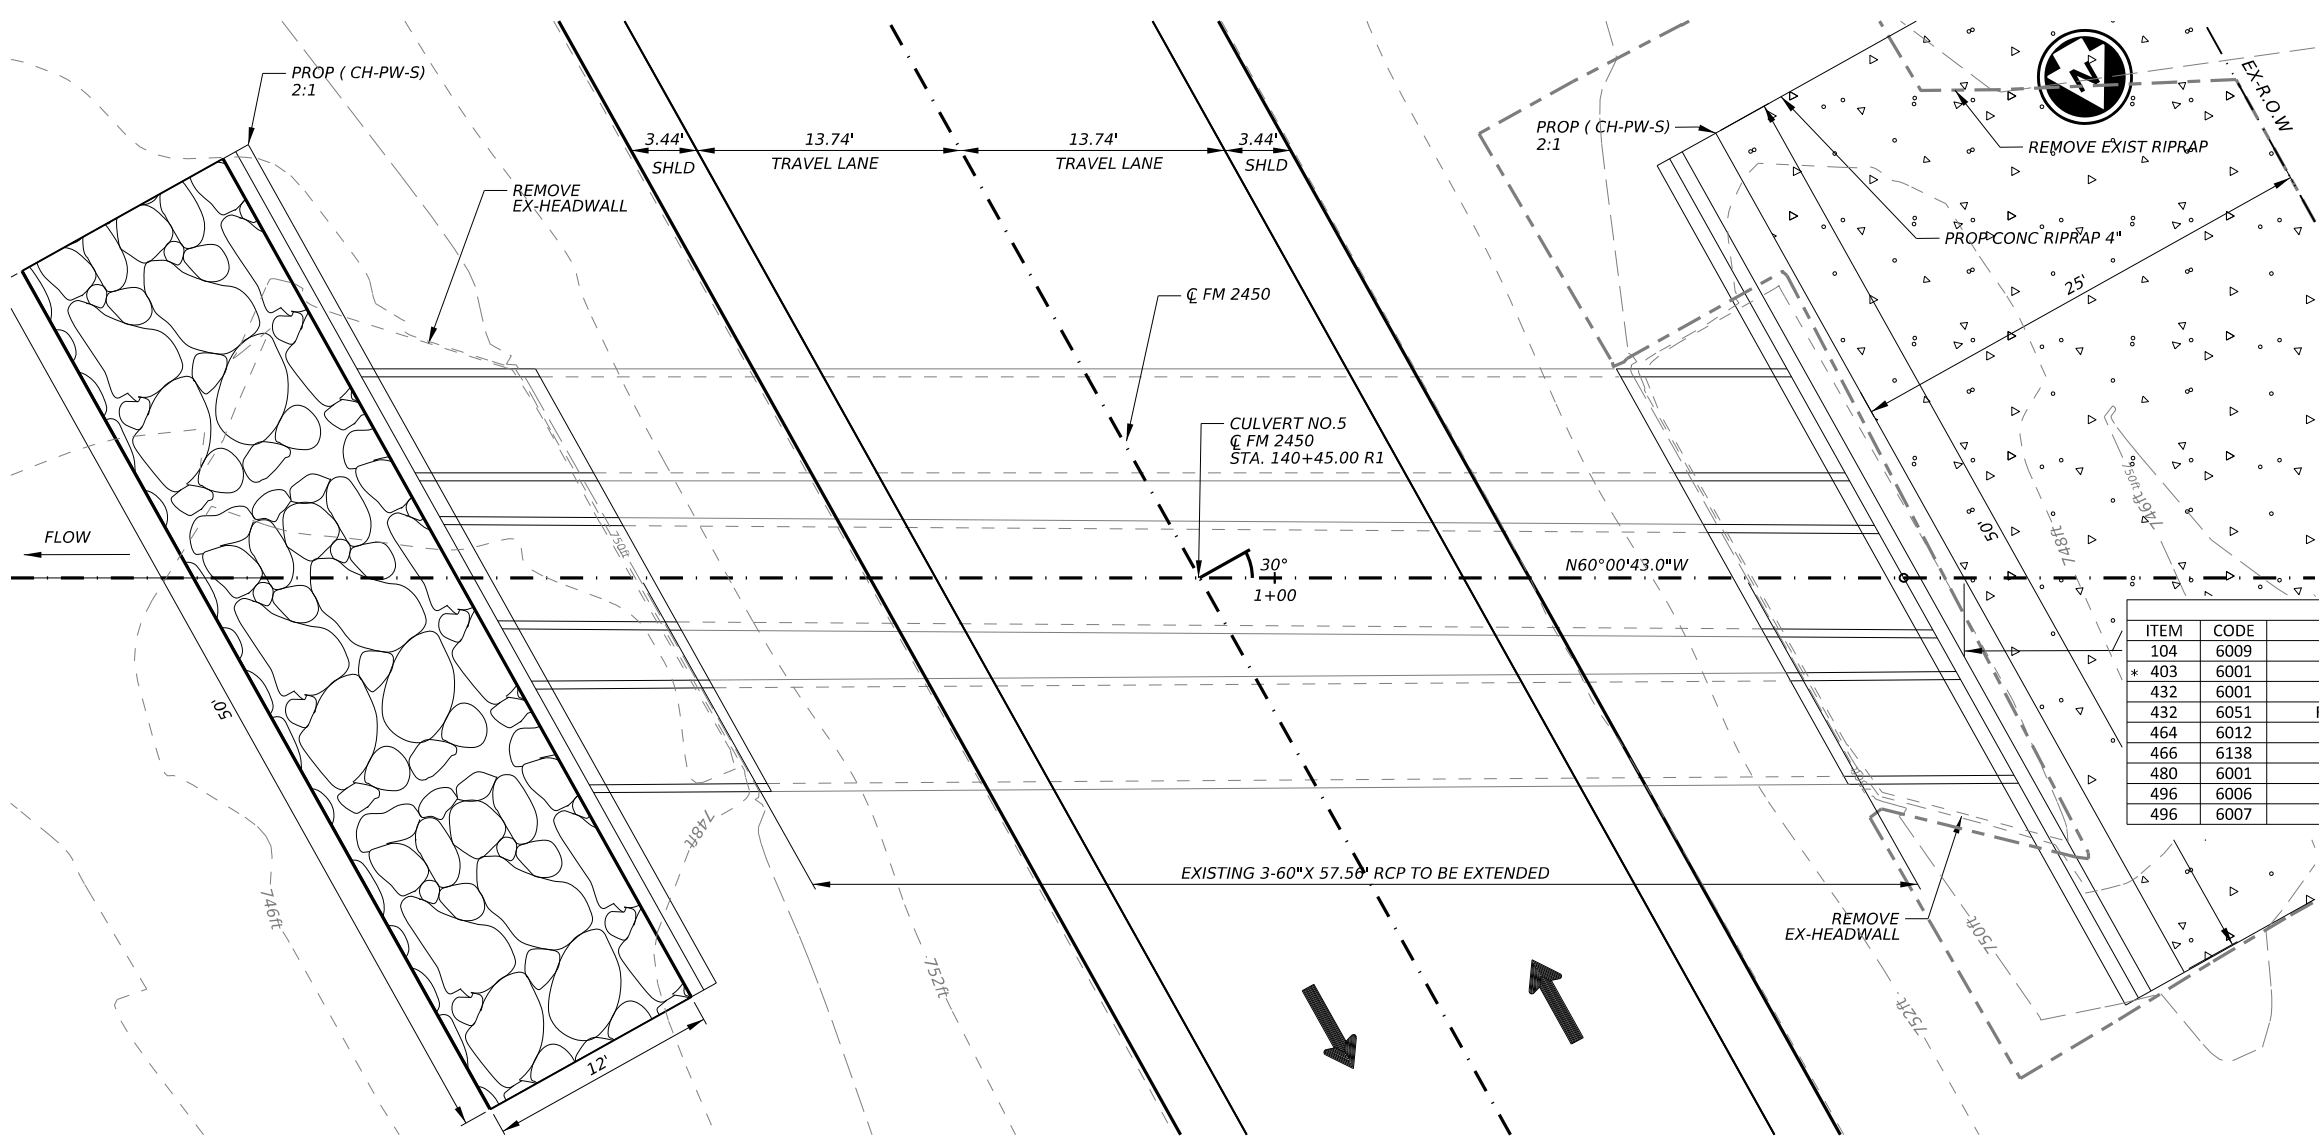 PROP ( CH-PW-S)
2:1
REMOVE
EX-HEADWALL
3.44'
SHLD
13.74'
TRAVEL LANE
13.74'
TRAVEL LANE
3.44'
SHLD
PROP ( CH-PW-S)
2:1
N
EX-R.O.W
REMOVE EXIST RIPRAP
PROP CONC RIPRAP 4"
25'
℄ FM 2450
CULVERT NO.5
℄ FM 2450
STA. 140+45.00 R1
FLOW
750ft
30°
1+00
N60°00'43.0"W
50'
748ft
746ft
750ft
50'
ITEM CODE
104 6009
* 403 6001
432 6001
432 6051
464 6012
466 6138
480 6001
496 6006
496 6007
748ft
EXISTING 3-60"X 57.56' RCP TO BE EXTENDED
REMOVE
EX-HEADWALL
746ft
752ft
750ft
752ft
12'